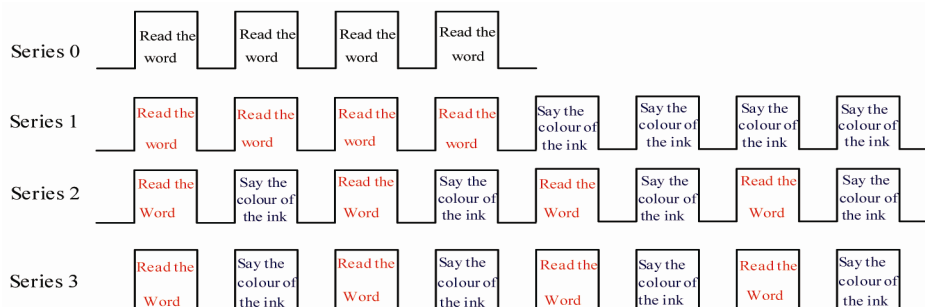 Series 0
Read the word
Read the word
Read the word
Read the word
Series 1
Read the word
Read the word
Read the word
Read the word
Say the colour of the ink
Say the colour of the ink
Say the colour of the ink
Say the colour of the ink
Series 2
Read the Word
Say the colour of the ink
Read the Word
Say the colour of the ink
Read the Word
Say the colour of the ink
Read the Word
Say the colour of the ink
Series 3
Read the Word
Say the colour of the ink
Read the Word
Say the colour of the ink
Read the Word
Say the colour of the ink
Read the Word
Say the colour of the ink